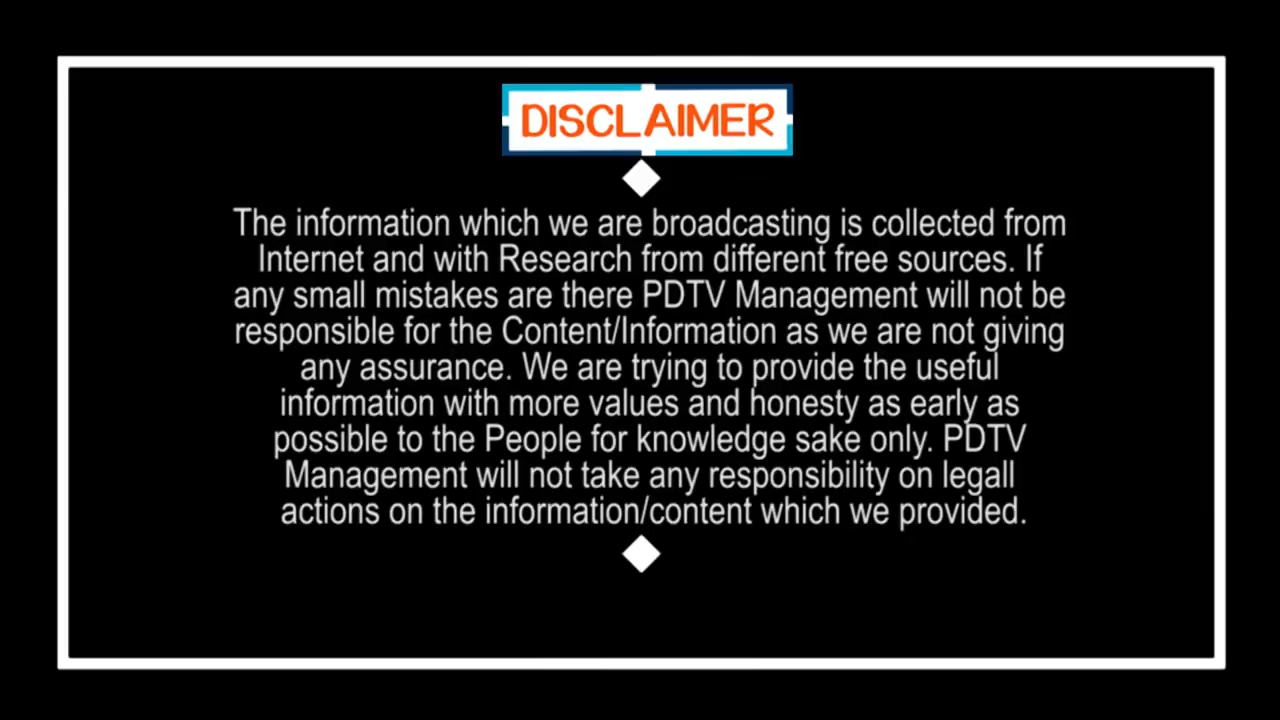 DISCLAIMER
The information which we are broadcasting is collected from
Internet and with Research from different free sources. If
any small mistakes are there PDTV Management will not be
responsible for the Content/Information as we are not giving
any assurance. We are trying to provide the useful
information with more values and honesty as early as
possible to the People for knowledge sake only. PDTV
Management will not take any responsibility on legall
actions on the information/content which we provided.